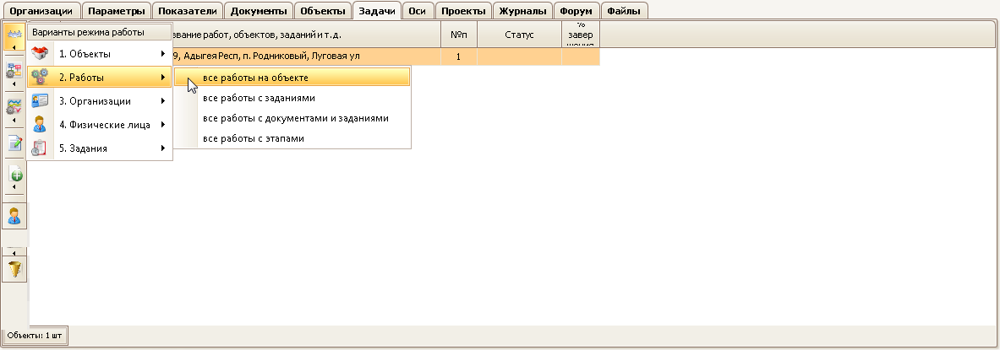 Организации Параметры Показатели Документы Объекты Задачи Оси Проекты Журналы Форум Файлы
Варианты режима работы
звание работ, объектов, заданий и т.д. №п Статус % завер
1. Объекты
9, Адыгея Респ, п. Родниковый, Луговая ул 1
2. Работы
все работы на объекте
3. Организации
все работы с заданиями
4. Физические лица
все работы с документами и заданиями
5. Задания
все работы с этапами
Объекты: 1 шт